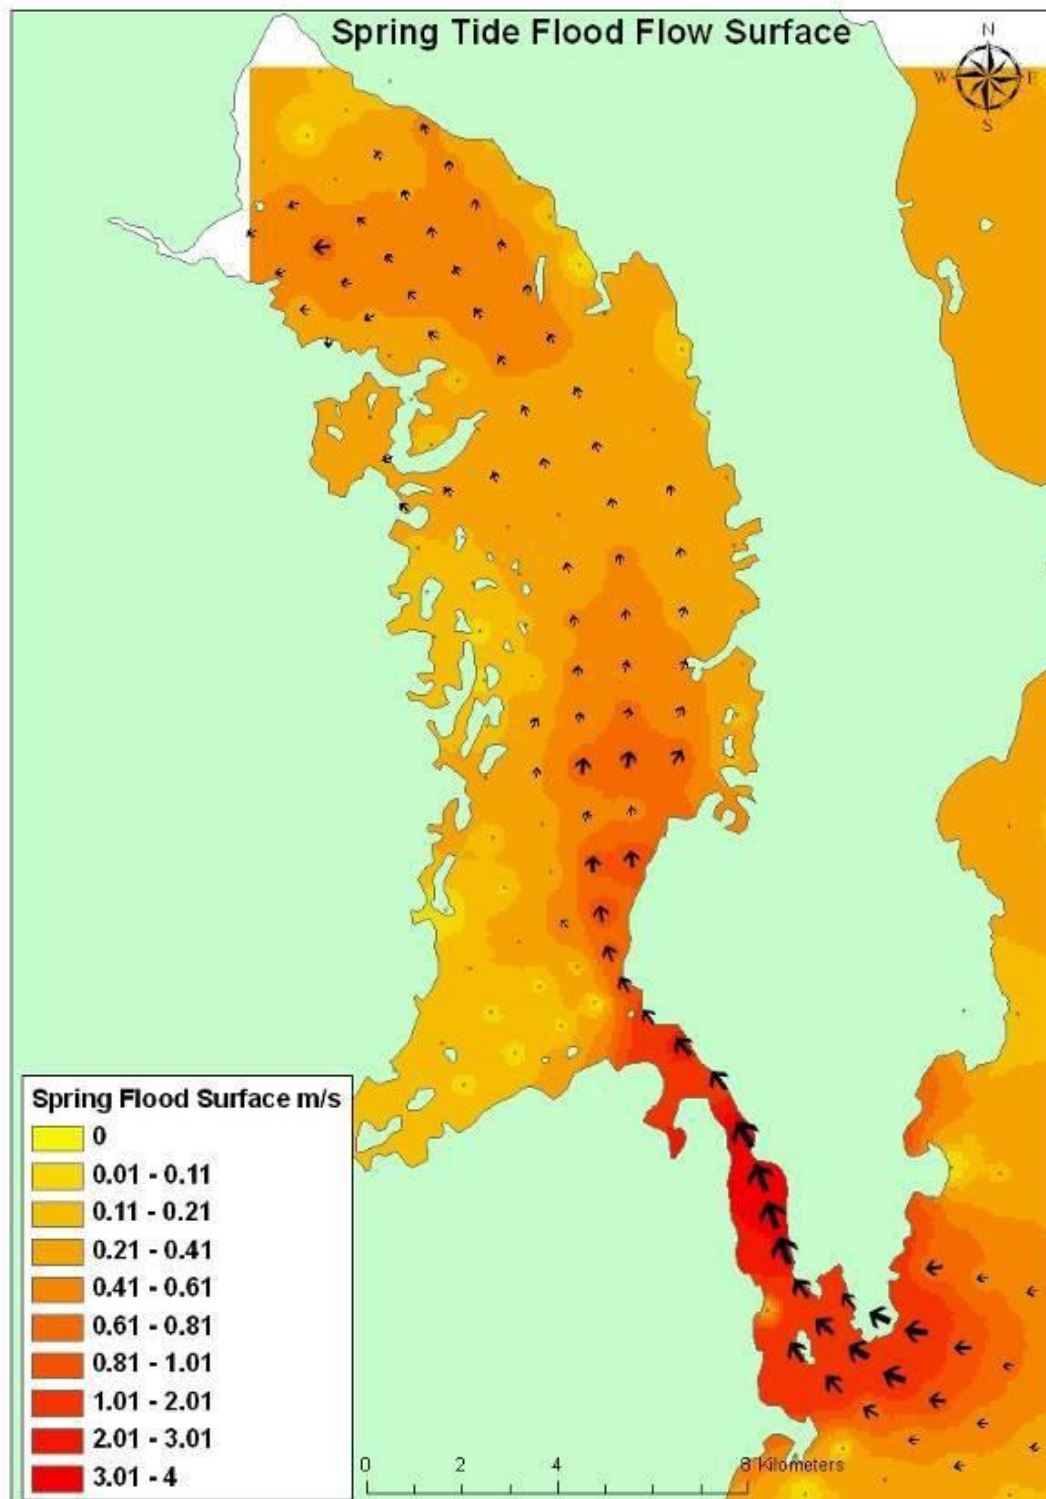 Spring Tide Flood Flow Surface
N
W E
S
Spring Flood Surface m/s
0
0.01 - 0.11
0.11 - 0.21
0.21 - 0.41
0.41 - 0.61
0.61 - 0.81
0.81 - 1.01
1.01 - 2.01
2.01 - 3.01
3.01 - 4
0 2 4 8 Kilometers